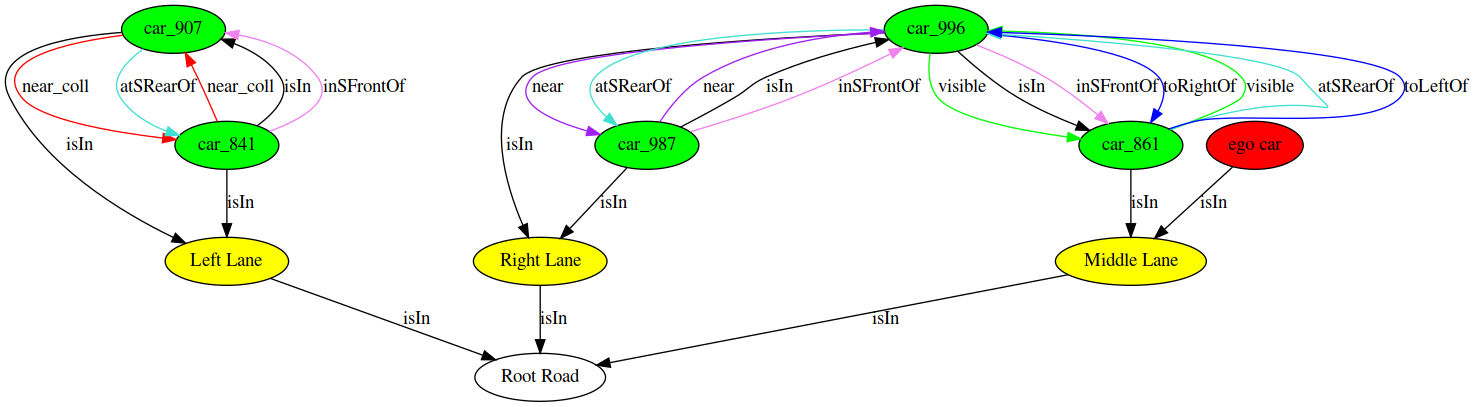 car_907
car_996
near_coll
atSRearOf
near_coll
isIn
inSFrontOf
near
atSRearOf
near
isIn
inSFrontOf
visible
isIn
inSFrontOf
toRightOf
visible
atSRearOf
toLeftOf
isIn
car_841
isIn
car_987
car_861
ego car
isIn
isIn
isIn
isIn
Left Lane
Right Lane
Middle Lane
isIn
isIn
isIn
Root Road